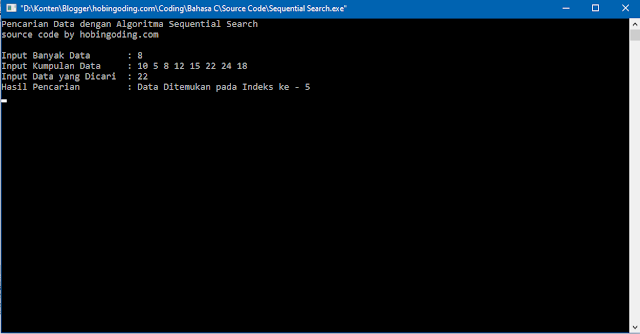 "D:\Konten\Blogger\hobingoding.com\Coding\Bahasa C\Source Code\Sequential Search.exe"
Pencarian Data dengan Algoritma Sequential Search
source code by hobingoding.com
Input Banyak Data : 8
Input Kumpulan Data : 10 5 8 12 15 22 24 18
Input Data yang Dicari : 22
Hasil Pencarian : Data Ditemukan pada Indeks ke - 5